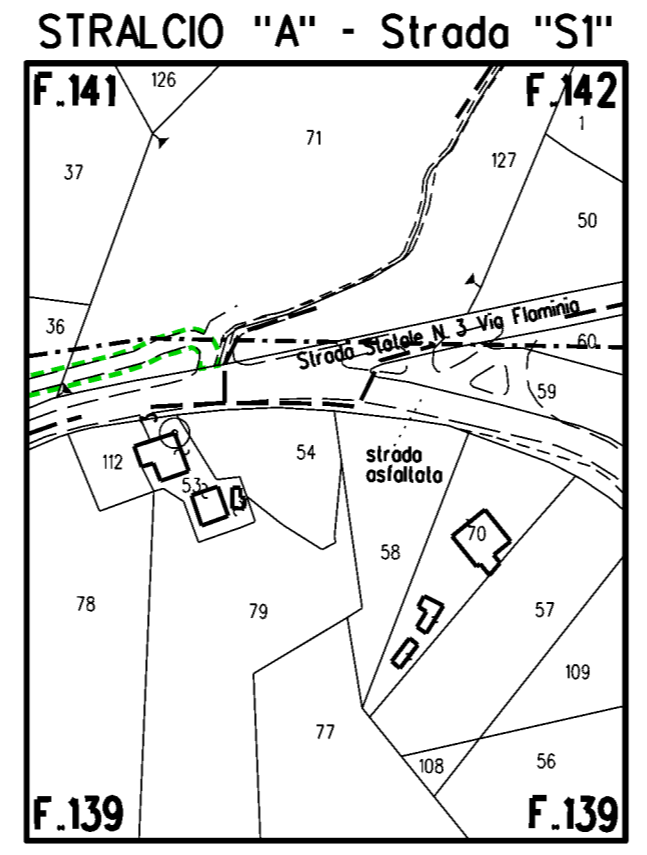 STRALCIO "A" - Strada "S1"
F.141
126
F.142
1
71
37
127
50
36
Strada Statale N. 3 Via Flaminia
60
59
54
strada
asfaltata
112
53
70
58
78
79
57
109
77
108
56
F.139
F.139